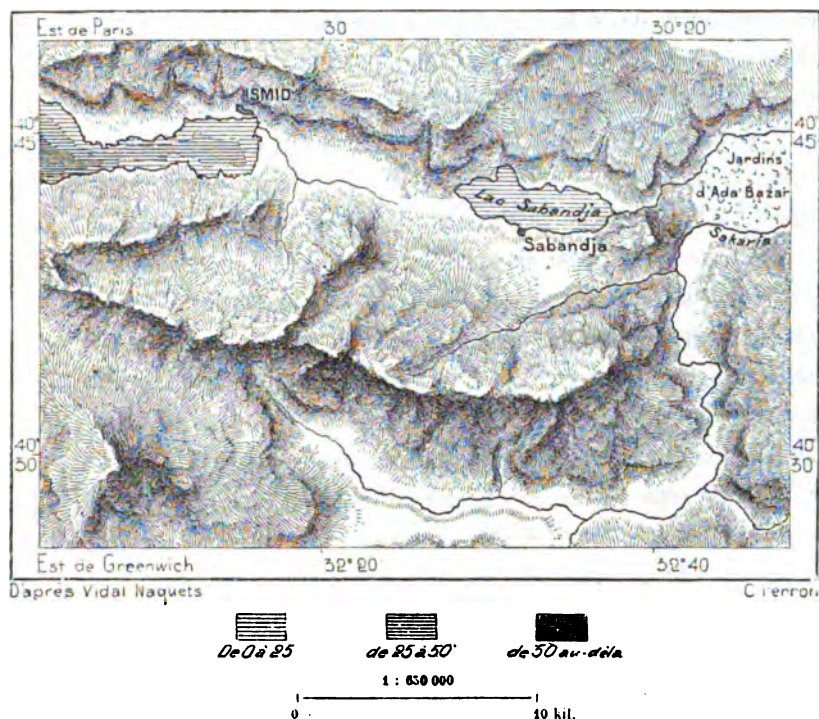 Est de Paris 30 30°20'
ISMID
40° 45' 40° 45'
Jardins
d'Ada Bazar
Lac Sabandja
Sabandja
Sakaria
40° 30' 40° 30'
Est de Greenwich 32°20 32°40
D'après Vidal Naquets C Perron
De 0 à 25 de 25 à 50 de 50 au-delà
1 : 630 000
0 10 kil.